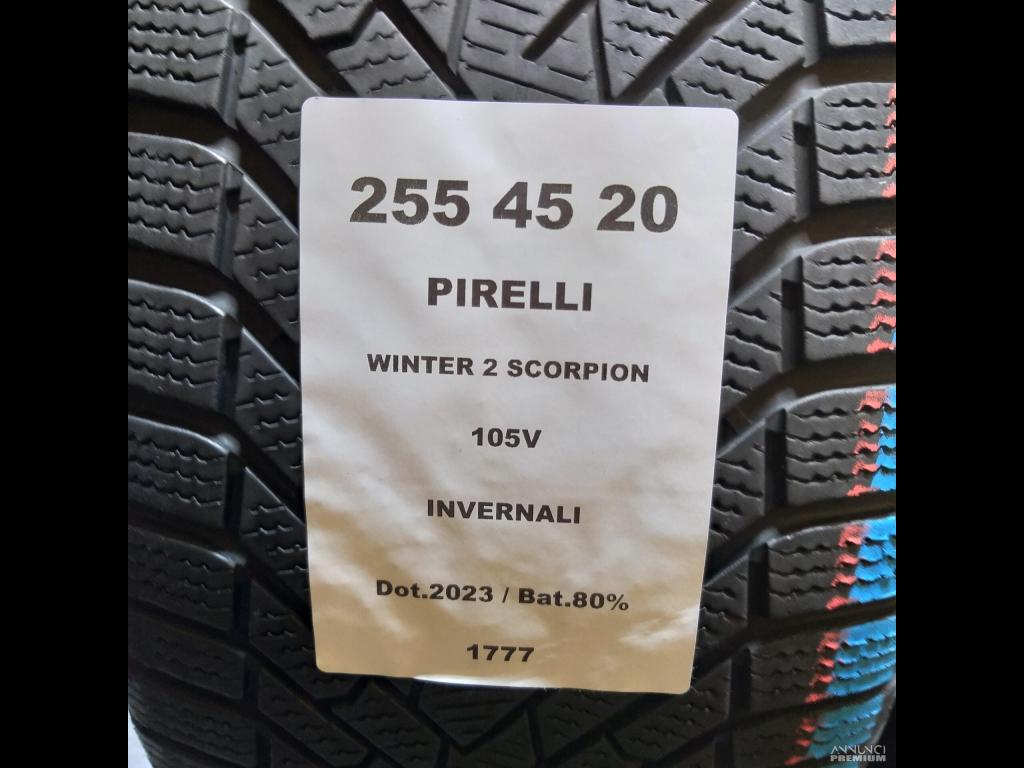 255 45 20
PIRELLI
WINTER 2 SCORPION
105V
INVERNALI
Dot.2023 / Bat.80%
1777
ANNUNCI
PREMIUM